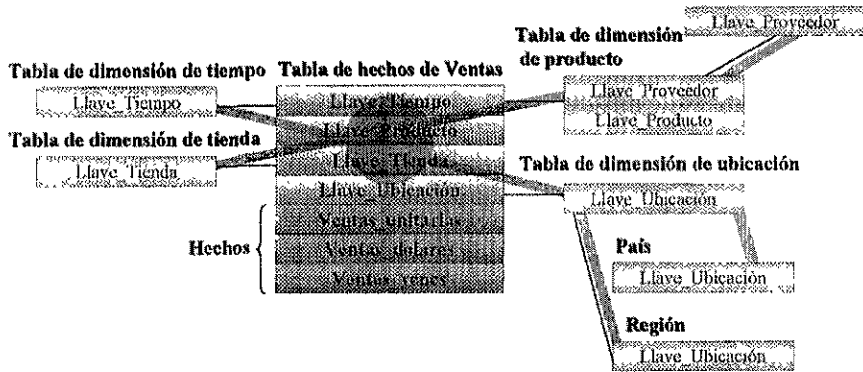 Llave_Proveedor
Tabla de dimensión
de producto
Tabla de dimensión de tiempo
Tabla de hechos de Ventas
Llave_Tiempo
Llave_Tiempo
Llave_Proveedor
Llave_Producto
Llave_Producto
Tabla de dimensión de tienda
Llave_Tienda
Llave_Tienda
Tabla de dimensión de ubicación
Llave_Ubicación
Llave_Ubicación
Ventas_unitarias
Hechos
Ventas_dolares
Ventas_yenes
País
Llave_Ubicación
Región
Llave_Ubicación